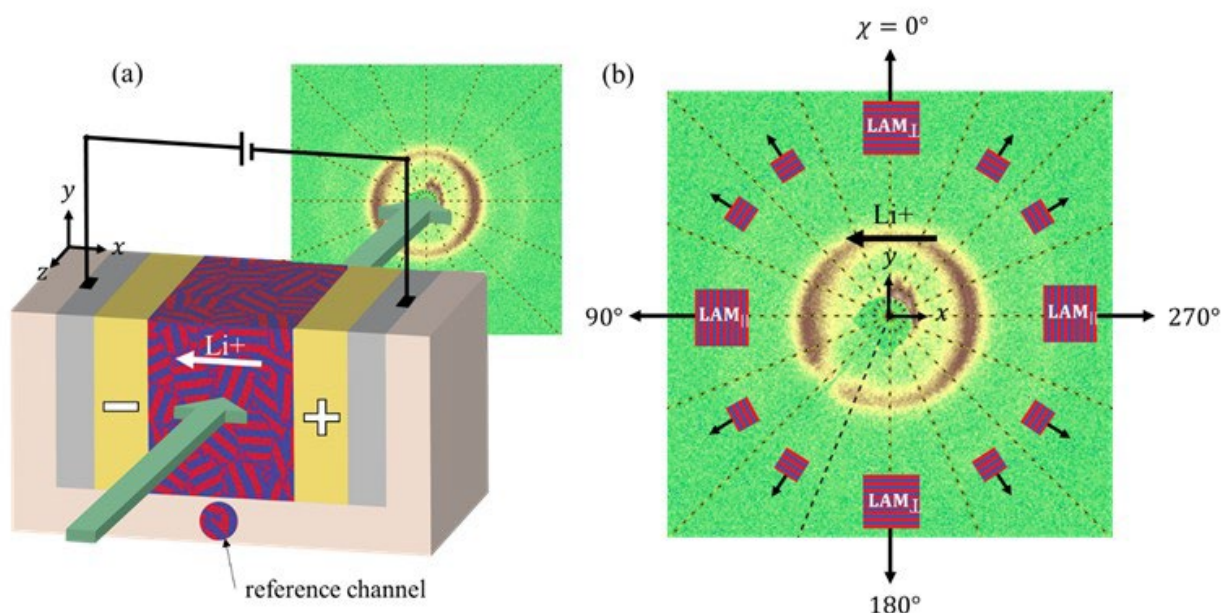 (a)
y
x
z
Li+
−
+
reference channel
(b)
χ = 0°
LAM⊥
Li+
y
x
90°
LAM||
LAM||
270°
LAM⊥
180°